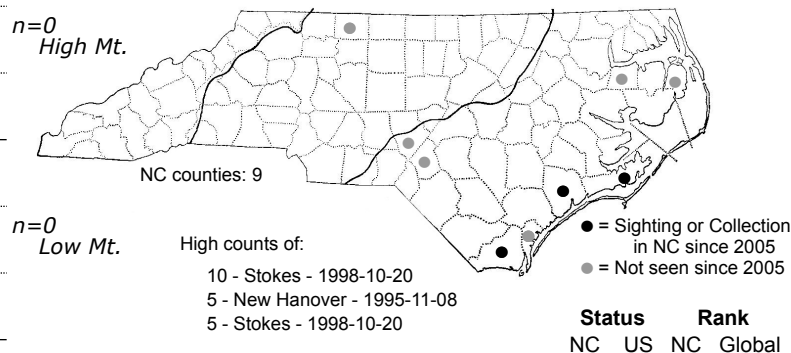 n=0
High Mt.
NC counties: 9
n=0
Low Mt.
High counts of:
10 - Stokes - 1998-10-20
5 - New Hanover - 1995-11-08
5 - Stokes - 1998-10-20
= Sighting or Collection
in NC since 2005
= Not seen since 2005
Status Rank
NC US NC Global